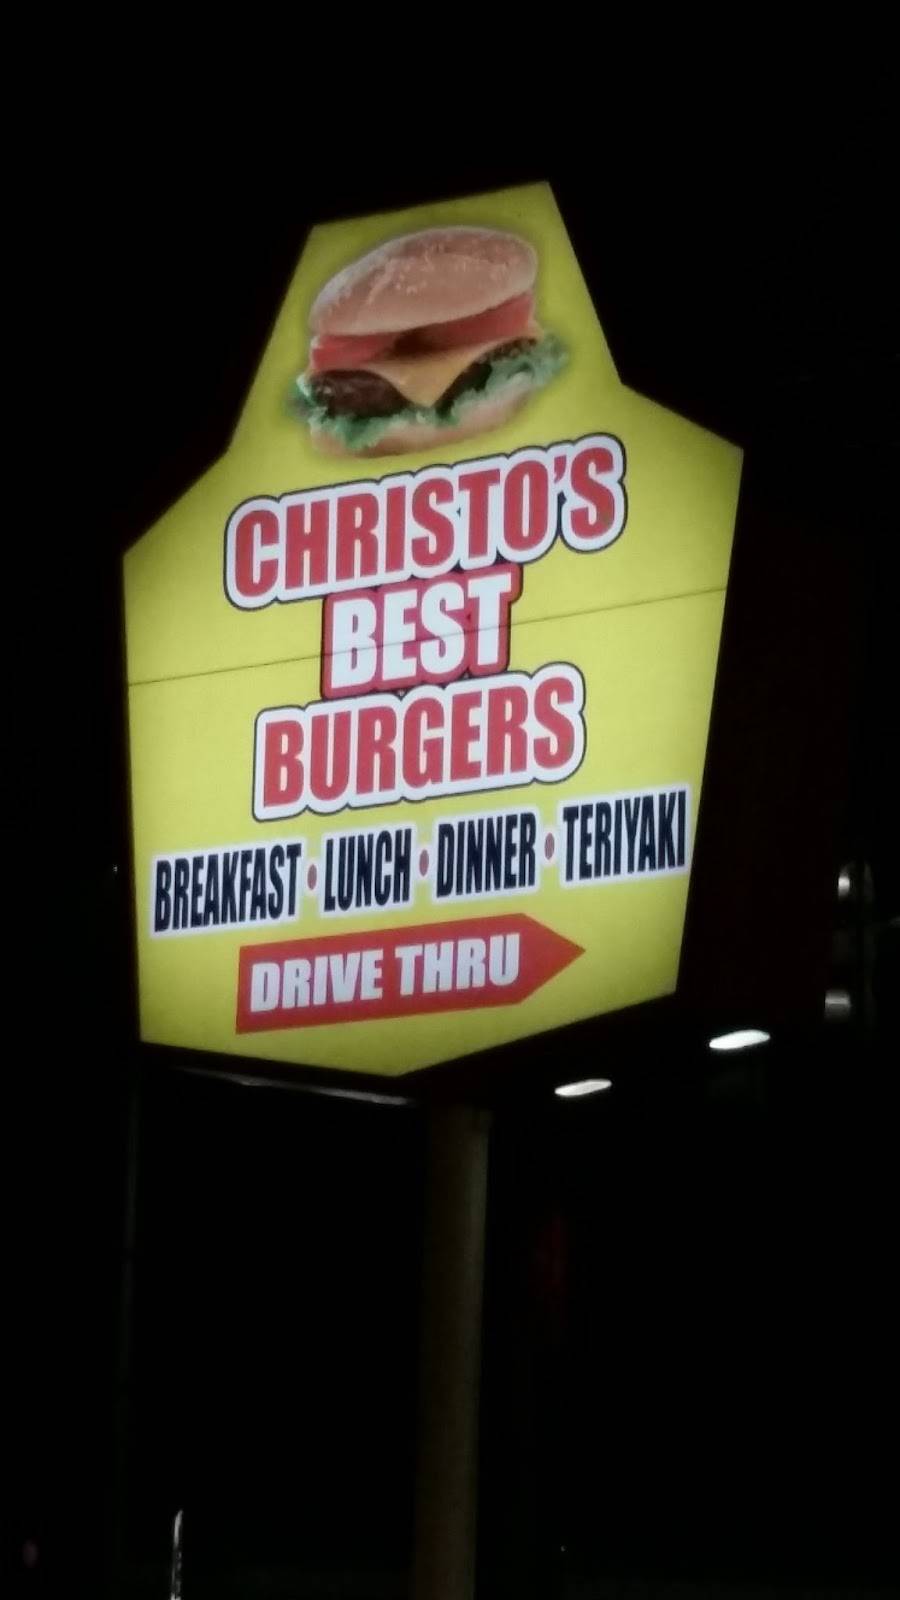 CHRISTO'S
BEST
BURGERS
BREAKFAST • LUNCH • DINNER • TERIYAKI
DRIVE THRU